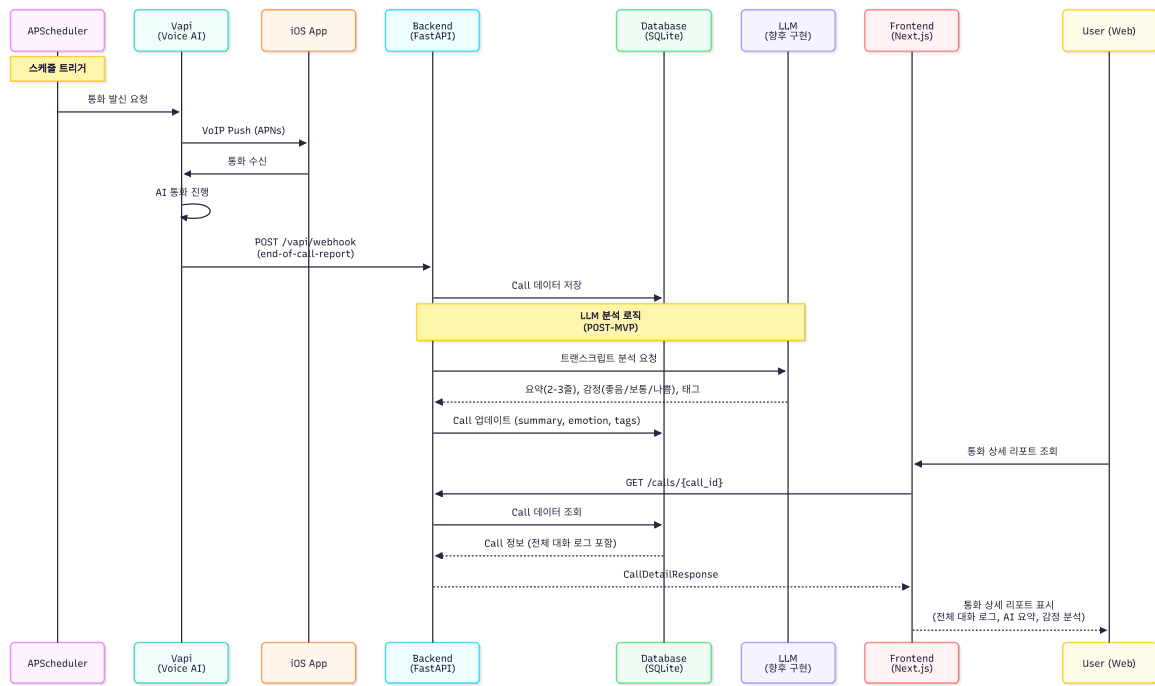 APScheduler
Vapi
(Voice AI)
iOS App
Backend
(FastAPI)
Database
(SQLite)
LLM
(향후 구현)
Frontend
(Next.js)
User (Web)
스케줄 트리거
통화 발신 요청
VoIP Push (APNs)
통화 수신
AI 통화 진행
POST /vapi/webhook
(end-of-call-report)
Call 데이터 저장
LLM 분석 로직
(POST-MVP)
트랜스크립트 분석 요청
요약(2-3줄), 감정(좋음/보통/나쁨), 태그
Call 업데이트 (summary, emotion, tags)
통화 상세 리포트 조회
GET /calls/{call_id}
Call 데이터 조회
Call 정보 (전체 대화 로그 포함)
CallDetailResponse
통화 상세 리포트 표시
(전체 대화 로그, AI 요약, 감정 분석)
APScheduler
Vapi
(Voice AI)
iOS App
Backend
(FastAPI)
Database
(SQLite)
LLM
(향후 구현)
Frontend
(Next.js)
User (Web)